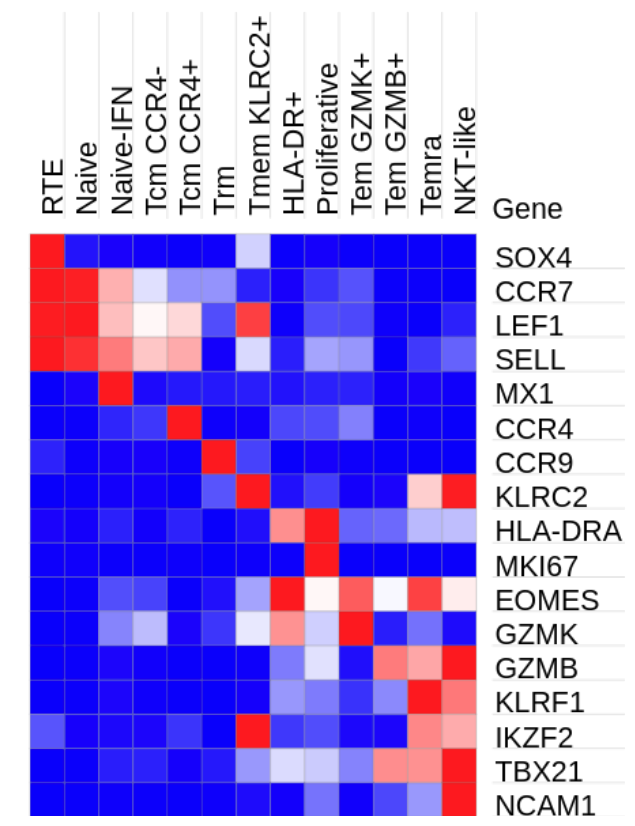 RTE
Naive
Naive-IFN
Tcm CCR4-
Tcm CCR4+
Trm
Tmem KLRC2+
HLA-DR+
Proliferative
Tem GZMK+
Tem GZMB+
Temra
NKT-like
Gene
SOX4
CCR7
LEF1
SELL
MX1
CCR4
CCR9
KLRC2
HLA-DRA
MKI67
EOMES
GZMK
GZMB
KLRF1
IKZF2
TBX21
NCAM1